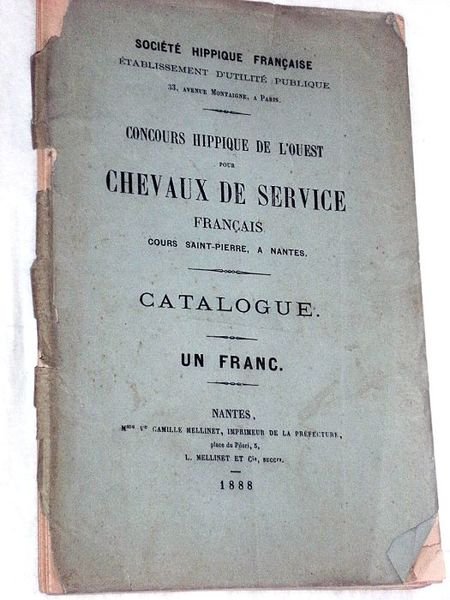 SOCIÉTÉ HIPPIQUE FRANÇAISE
ÉTABLISSEMENT D'UTILITÉ PUBLIQUE
33, AVENUE MONTAIGNE, A PARIS.
CONCOURS HIPPIQUE DE L'OUEST
POUR
CHEVAUX DE SERVICE
FRANÇAIS
COURS SAINT-PIERRE, A NANTES.
CATALOGUE.
UN FRANC.
NANTES,
Mme Ve CAMILLE MELLINET, IMPRIMEUR DE LA PRÉFECTURE,
place du Pilori, 5,
L. MELLINET ET Cie, SUCCrs.
1888